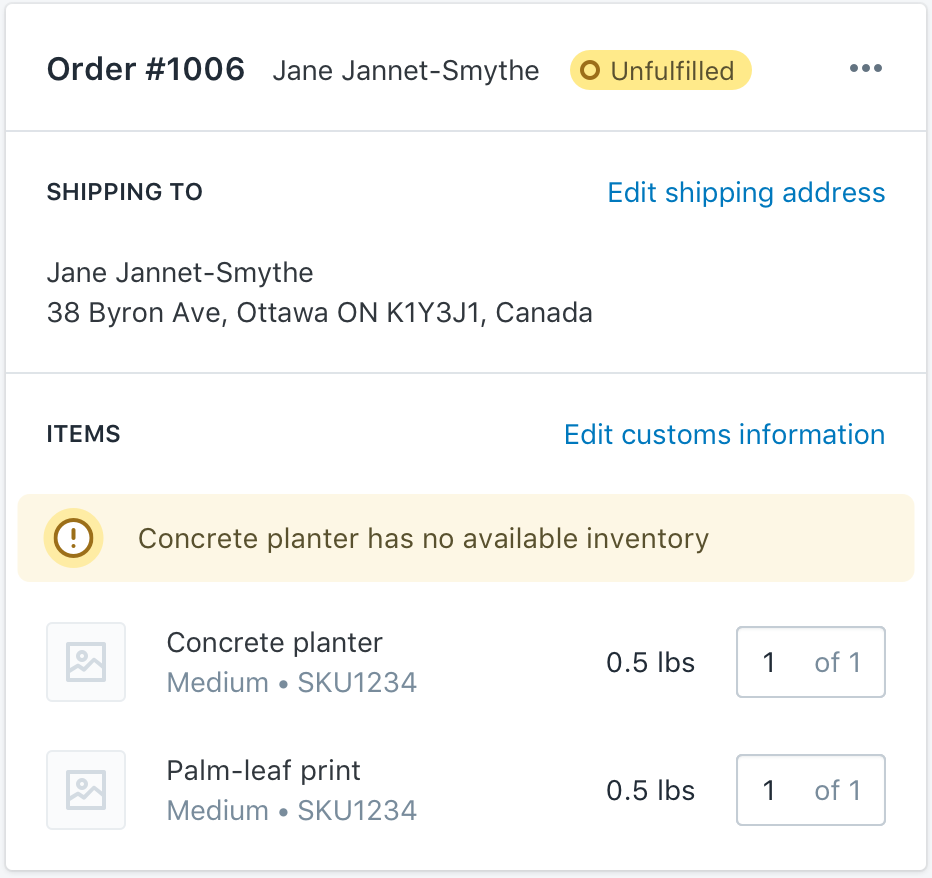 Order #1006 Jane Jannet-Smythe Unfulfilled
SHIPPING TO Edit shipping address
Jane Jannet-Smythe
38 Byron Ave, Ottawa ON K1Y3J1, Canada
ITEMS Edit customs information
Concrete planter has no available inventory
Concrete planter
Medium • SKU1234
0.5 lbs 1 of 1
Palm-leaf print
Medium • SKU1234
0.5 lbs 1 of 1